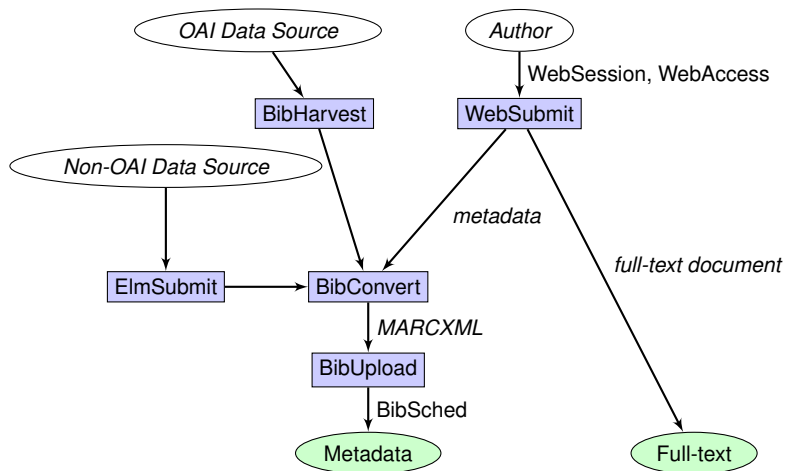 OAI Data Source
Author
WebSession, WebAccess
BibHarvest
WebSubmit
Non-OAI Data Source
metadata
full-text document
ElmSubmit
BibConvert
MARCXML
BibUpload
BibSched
Metadata
Full-text